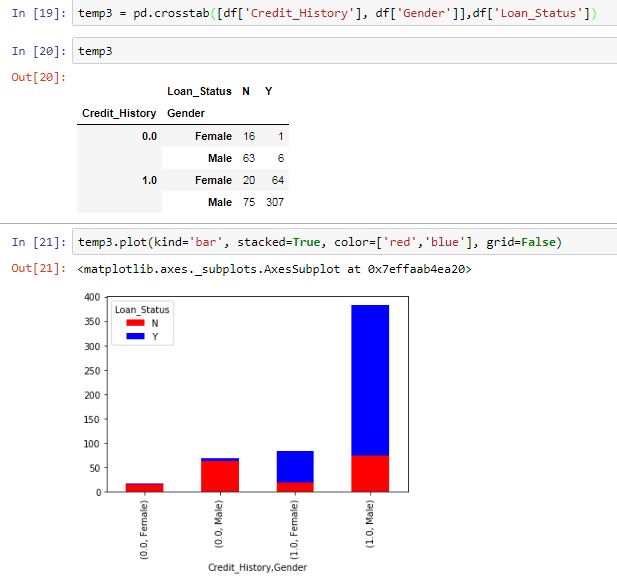 In [19]: temp3 = pd.crosstab([df['Credit_History'], df['Gender']],df['Loan_Status'])
In [20]: temp3
Out[20]:
Loan_Status N Y
Credit_History Gender
0.0 Female 16 1
Male 63 6
1.0 Female 20 64
Male 75 307
In [21]: temp3.plot(kind='bar', stacked=True, color=['red','blue'], grid=False)
Out[21]: <matplotlib.axes._subplots.AxesSubplot at 0x7effaab4ea20>
Loan_Status
N
Y
400
350
300
250
200
150
100
50
0
(0.0, Female)
(0.0, Male)
(1.0, Female)
(1.0, Male)
Credit_History,Gender